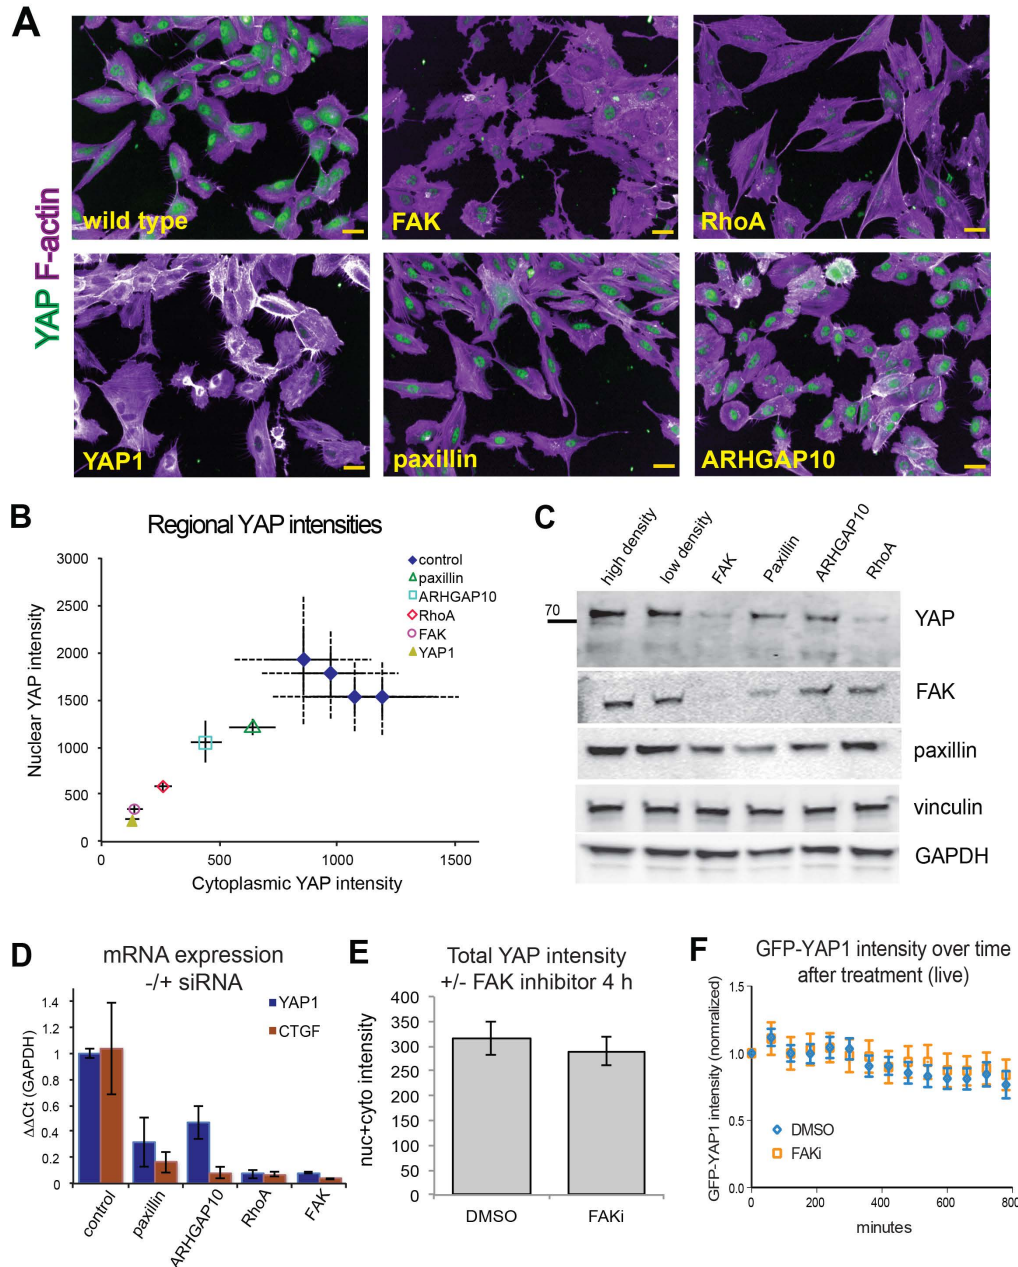 A
YAP F-actin
wild type
FAK
RhoA
YAP1
paxillin
ARHGAP10
B
Regional YAP intensities
Nuclear YAP intensity
3000
2500
2000
1500
1000
500
0
0
500
1000
1500
Cytoplasmic YAP intensity
control
paxillin
ARHGAP10
RhoA
FAK
YAP1
C
high density
low density
FAK
Paxillin
ARHGAP10
RhoA
70
YAP
FAK
paxillin
vinculin
GAPDH
D
mRNA expression
-/+ siRNA
ΔΔCt (GAPDH)
1.4
1.2
1
0.8
0.6
0.4
0.2
0
YAP1
CTGF
control
paxillin
ARHGAP10
RhoA
FAK
E
Total YAP intensity
+/- FAK inhibitor 4 h
nuc+cyto intensity
400
350
300
250
200
150
100
50
0
DMSO
FAKi
F
GFP-YAP1 intensity over time
after treatment (live)
GFP-YAP1 intensity (nomralized)
1.5
1.0
0.5
0.0
DMSO
FAKi
0
200
400
600
800
minutes